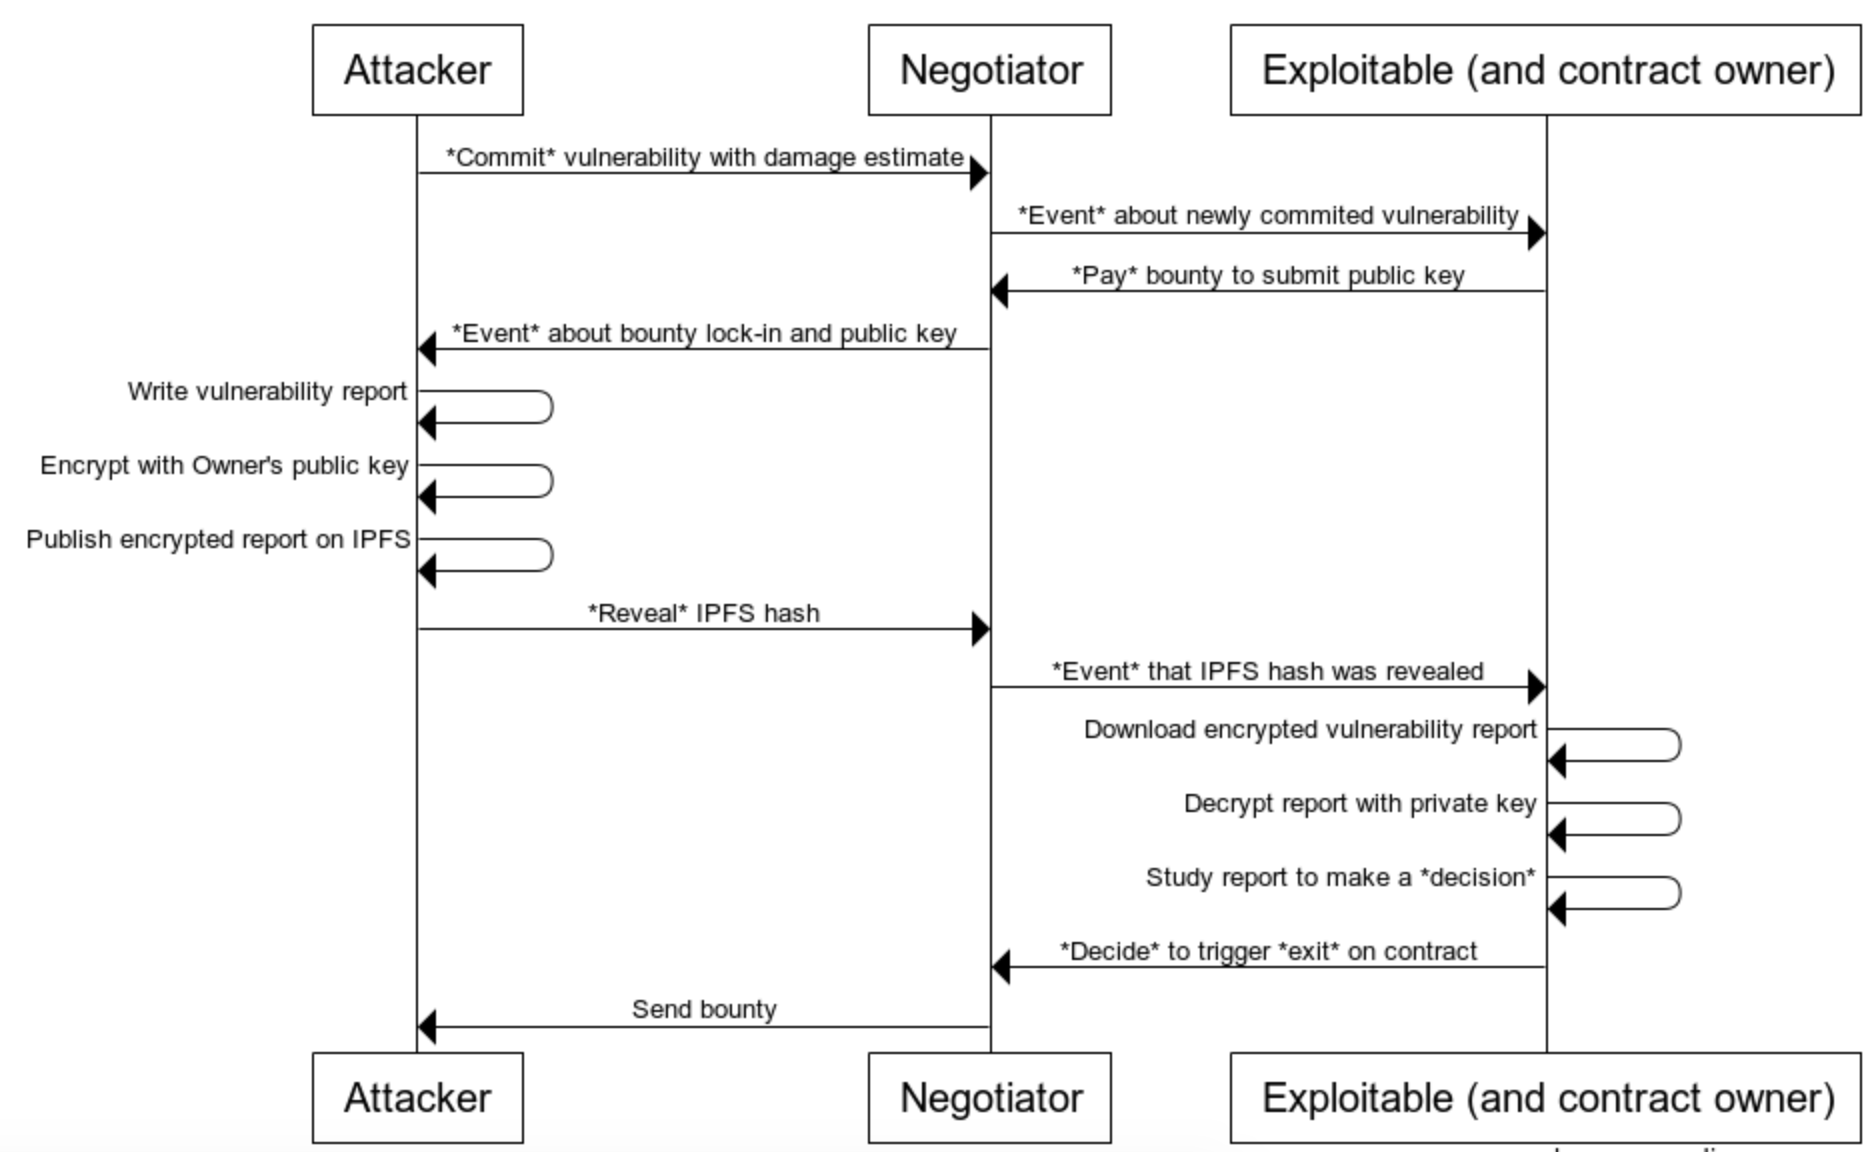 Attacker
Negotiator
Exploitable (and contract owner)
*Commit* vulnerability with damage estimate
*Event* about newly commited vulnerability
*Pay* bounty to submit public key
*Event* about bounty lock-in and public key
Write vulnerability report
Encrypt with Owner's public key
Publish encrypted report on IPFS
*Reveal* IPFS hash
*Event* that IPFS hash was revealed
Download encrypted vulnerability report
Decrypt report with private key
Study report to make a *decision*
*Decide* to trigger *exit* on contract
Send bounty
Attacker
Negotiator
Exploitable (and contract owner)